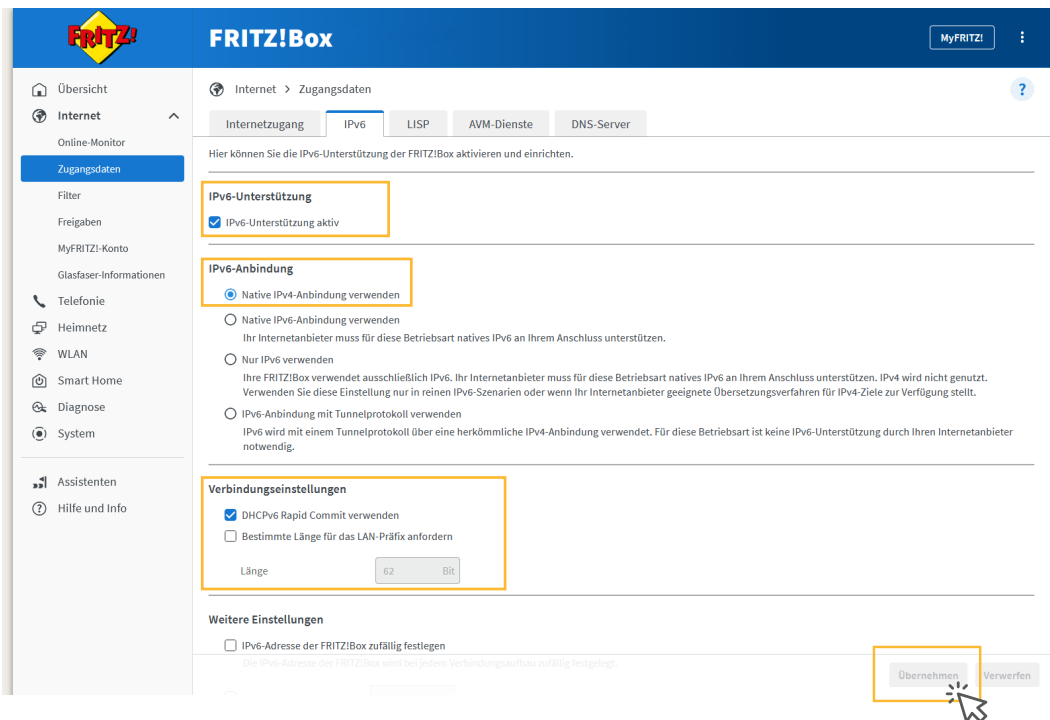 FRITZ!
FRITZ!Box
MyFRITZ!
Übersicht
Internet
Online-Monitor
Zugangsdaten
Filter
Freigaben
MyFRITZ!-Konto
Glasfaser-Informationen
Telefonie
Heimnetz
WLAN
Smart Home
Diagnose
System
Assistenten
Hilfe und Info
Internet > Zugangsdaten
?
Internetzugang IPv6 LISP AVM-Dienste DNS-Server
Hier können Sie die IPv6-Unterstützung der FRITZ!Box aktivieren und einrichten.
IPv6-Unterstützung
IPv6-Unterstützung aktiv
IPv6-Anbindung
Native IPv4-Anbindung verwenden
Native IPv6-Anbindung verwenden
Ihr Internetanbieter muss für diese Betriebsart natives IPv6 an Ihrem Anschluss unterstützen.
Nur IPv6 verwenden
Ihre FRITZ!Box verwendet ausschließlich IPv6. Ihr Internetanbieter muss für diese Betriebsart natives IPv6 an Ihrem Anschluss unterstützen. IPv4 wird nicht genutzt.
Verwenden Sie diese Einstellung nur in reinen IPv6-Szenarien oder wenn Ihr Internetanbieter geeignete Übersetzungsverfahren für IPv4-Ziele zur Verfügung stellt.
IPv6-Anbindung mit Tunnelprotokoll verwenden
IPv6 wird mit einem Tunnelprotokoll über eine herkömmliche IPv4-Anbindung verwendet. Für diese Betriebsart ist keine IPv6-Unterstützung durch Ihren Internetanbieter
notwendig.
Verbindungseinstellungen
DHCPv6 Rapid Commit verwenden
Bestimmte Länge für das LAN-Präfix anfordern
Länge 62 Bit
Weitere Einstellungen
IPv6-Adresse der FRITZ!Box zufällig festlegen
Die IPv6-Adresse der FRITZ!Box wird bei jedem Verbindungsaufbau zufällig festgelegt.
Übernehmen Verwerfen